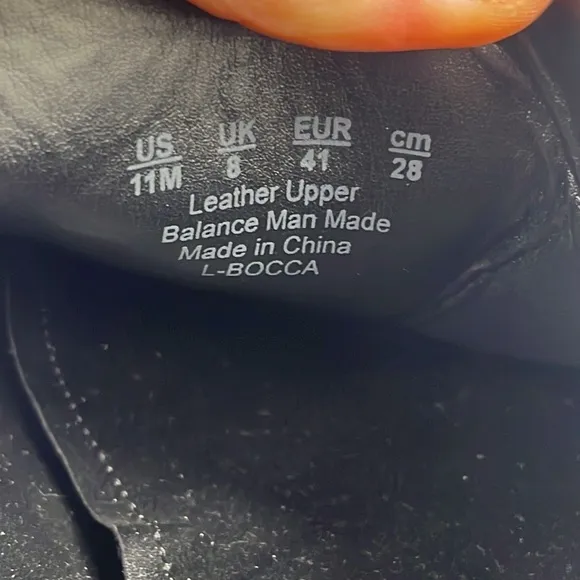 US UK EUR cm
11M 8 41 28
Leather Upper
Balance Man Made
Made in China
L-BOCCA